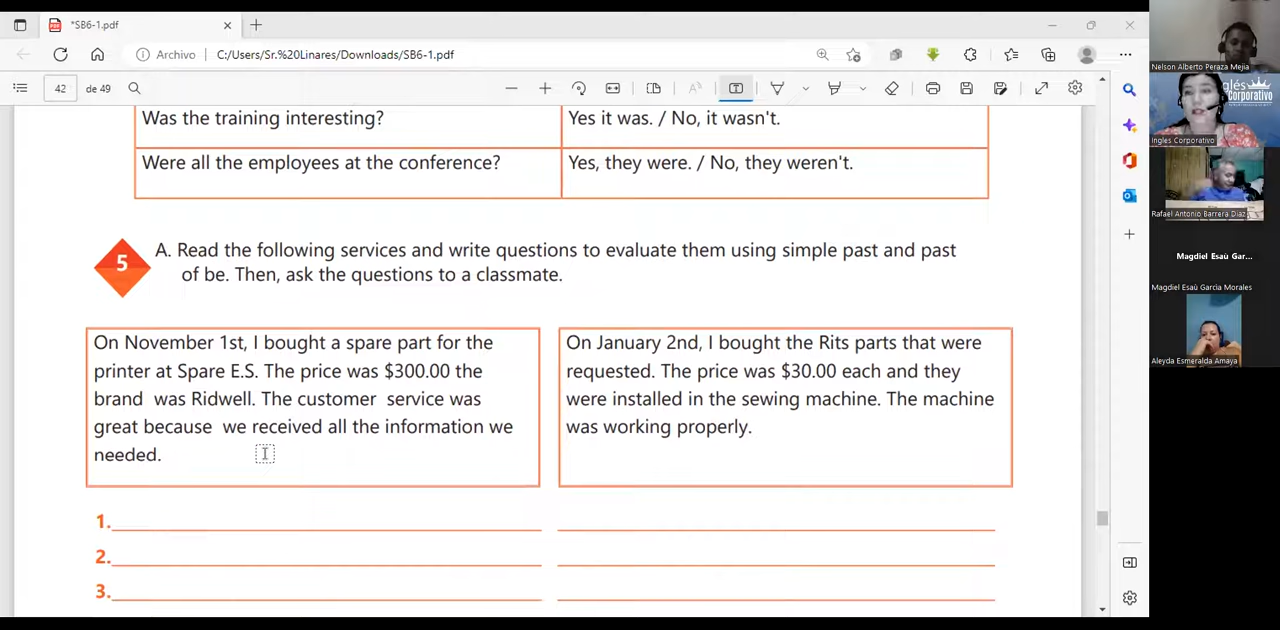 *SB6-1.pdf
Archivo
C:/Users/Sr.%20Linares/Downloads/SB6-1.pdf
42
de 49
Was the training interesting?
Yes it was. / No, it wasn't.
Were all the employees at the conference?
Yes, they were. / No, they weren't.
5
A. Read the following services and write questions to evaluate them using simple past and past
of be. Then, ask the questions to a classmate.
On November 1st, I bought a spare part for the
printer at Spare E.S. The price was $300.00 the
brand was Ridwell. The customer service was
great because we received all the information we
needed.
On January 2nd, I bought the Rits parts that were
requested. The price was $30.00 each and they
were installed in the sewing machine. The machine
was working properly.
1.
2.
3.
Nelson Alberto Peraza Mejia
Inglés
Corporativo
Ingles Corporativo
Rafael Antonio Barrera Diaz
Magdiel Esaú Gar...
Magdiel Esaú Garcia Morales
Aleyda Esmeralda Amaya